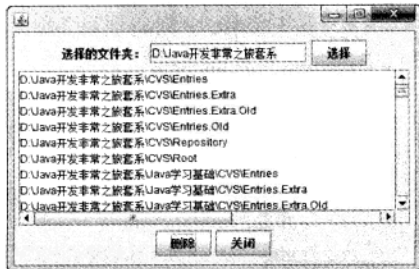 选择的文件夹: D:\Java开发非常之旅套系 选择
D:\Java开发非常之旅套系\CVS\Entries
D:\Java开发非常之旅套系\CVS\Entries.Extra
D:\Java开发非常之旅套系\CVS\Entries.Extra.Old
D:\Java开发非常之旅套系\CVS\Entries.Old
D:\Java开发非常之旅套系\CVS\Repository
D:\Java开发非常之旅套系\CVS\Root
D:\Java开发非常之旅套系\Java学习基础\CVS\Entries
D:\Java开发非常之旅套系\Java学习基础\CVS\Entries.Extra
D:\Java开发非常之旅套系\Java学习基础\CVS\Entries.Extra.Old
删除 关闭